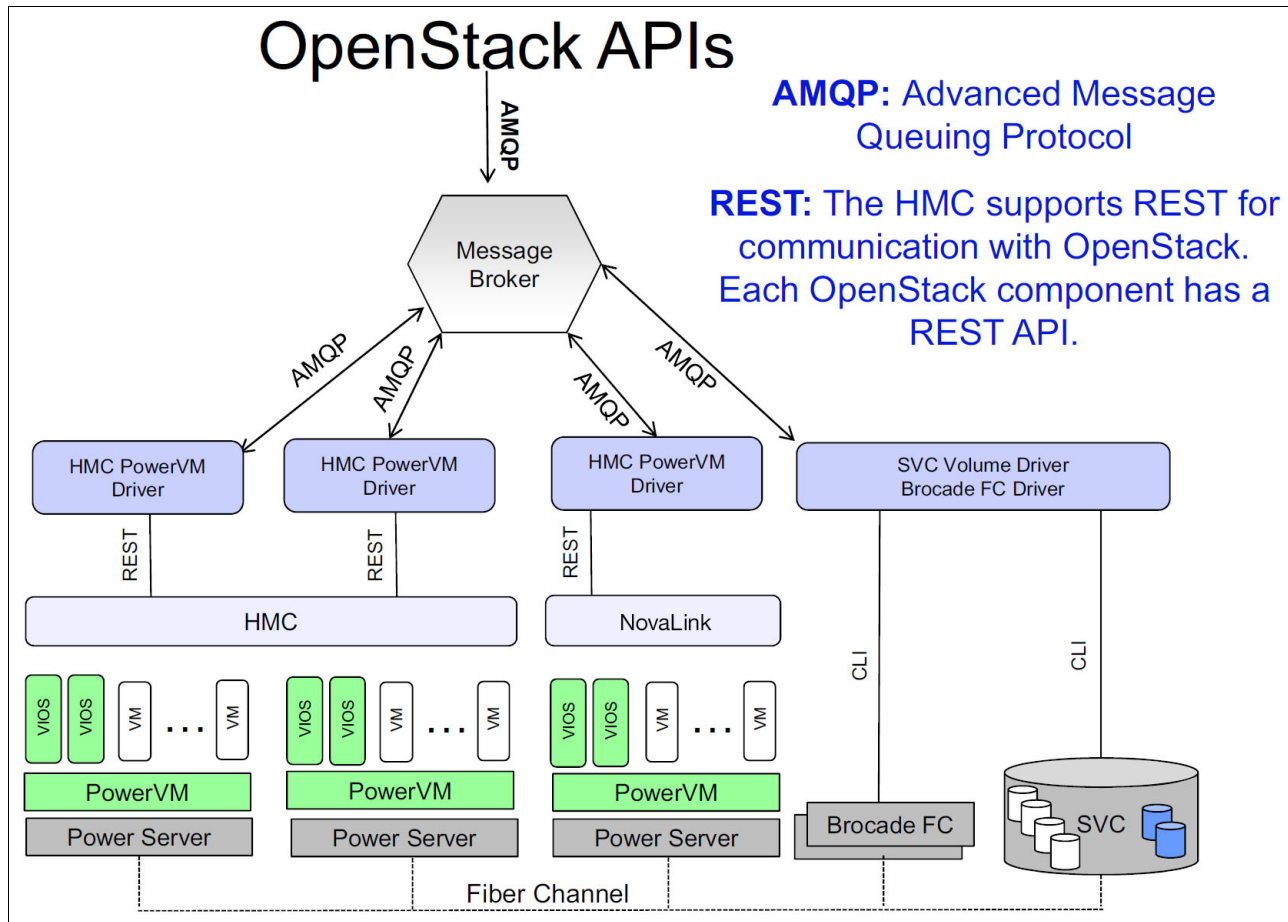 OpenStack APIs
AMQP
AMQP: Advanced Message
Queuing Protocol
REST: The HMC supports REST for
communication with OpenStack.
Each OpenStack component has a
REST API.
Message
Broker
AMQP
AMQP
AMQP
AMQP
HMC PowerVM
Driver
HMC PowerVM
Driver
HMC PowerVM
Driver
SVC Volume Driver
Brocade FC Driver
REST
REST
REST
HMC
NovaLink
CLI
CLI
VIOS
VIOS
VM
...
VM
VIOS
VIOS
VM
...
VM
VIOS
VIOS
VM
...
VM
PowerVM
PowerVM
PowerVM
Power Server
Power Server
Power Server
Brocade FC
SVC
Fiber Channel